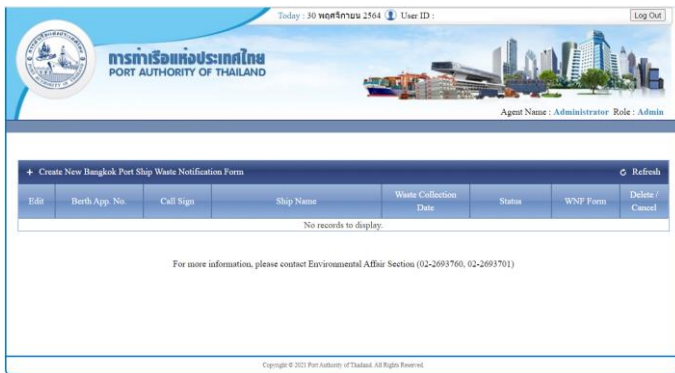 Today : 30 พฤศจิกายน 2564 User ID : Log Out
การท่าเรือแห่งประเทศไทย
PORT AUTHORITY OF THAILAND
Agent Name : Administrator Role : Admin
+ Create New Bangkok Port Ship Waste Notification Form Refresh
Edit Berth App. No. Call Sign Ship Name Waste Collection Date Status WNF Form Delete / Cancel
No records to display.
For more information, please contact Environmental Affair Section (02-2693760, 02-2693701)
Copyright © 2021 Port Authority of Thailand. All Rights Reserved.